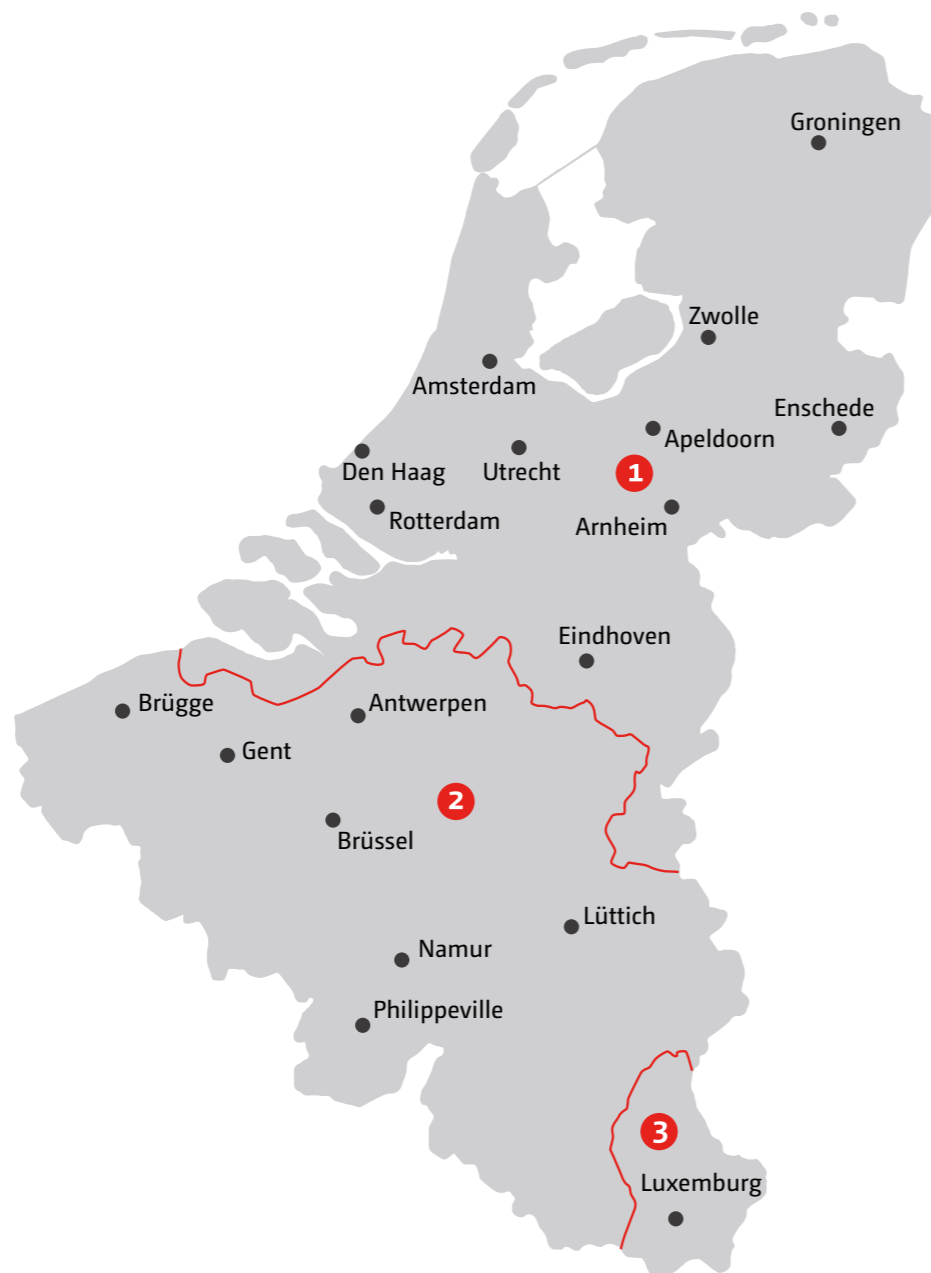 Groningen
Zwolle
Amsterdam
Enschede
Apeldoorn
Den Haag
Utrecht
1
Rotterdam
Arnheim
Eindhoven
Brügge
Antwerpen
Gent
2
Brüssel
Lüttich
Namur
Philippeville
3
Luxemburg